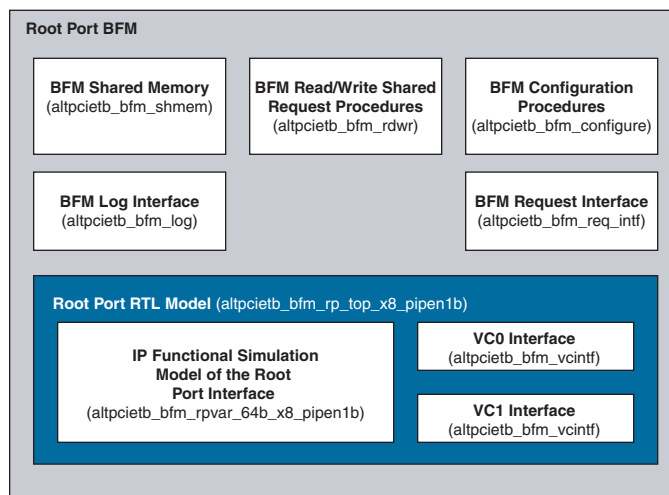 Root Port BFM
BFM Shared Memory
(altpcietb_bfm_shmem)
BFM Read/Write Shared
Request Procedures
(altpcietb_bfm_rdwr)
BFM Configuration
Procedures
(altpcietb_bfm_configure)
BFM Log Interface
(altpcietb_bfm_log)
BFM Request Interface
(altpcietb_bfm_req_intf)
Root Port RTL Model (altpcietb_bfm_rp_top_x8_pipen1b)
IP Functional Simulation
Model of the Root
Port Interface
(altpcietb_bfm_rpvar_64b_x8_pipen1b)
VC0 Interface
(altpcietb_bfm_vcintf)
VC1 Interface
(altpcietb_bfm_vcintf)